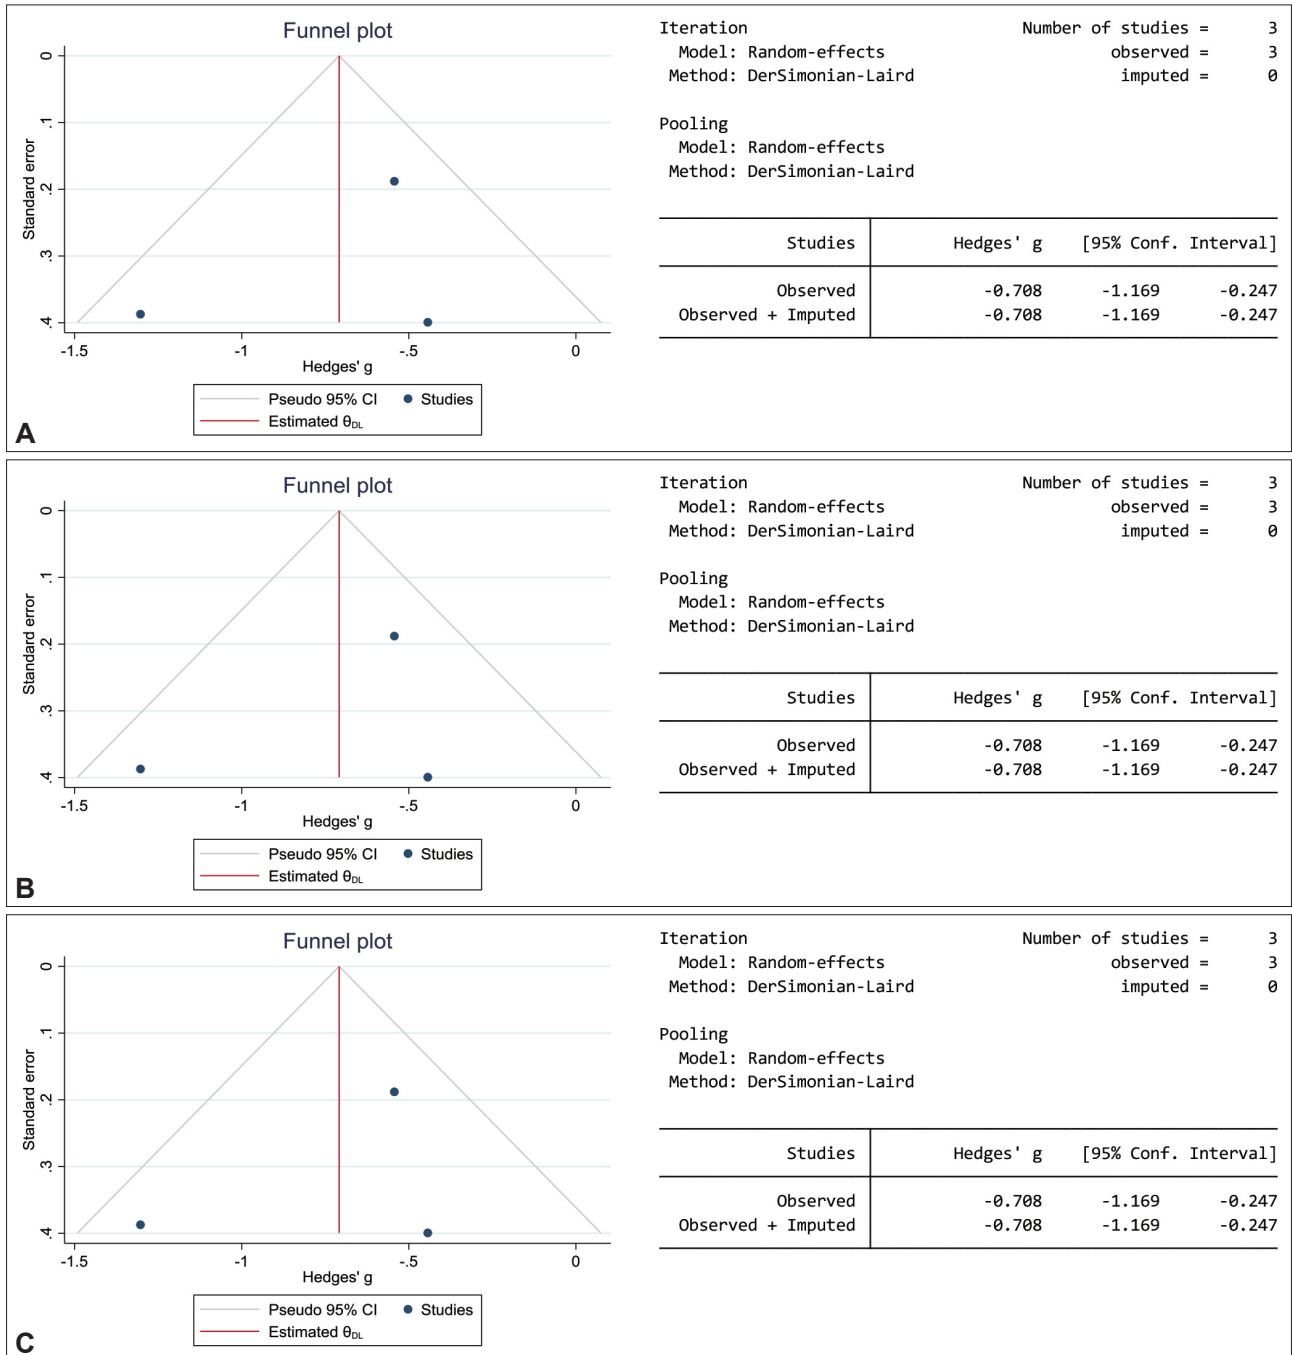 Funnel plot
0
.1
.2
.3
.4
Standard error
-1.5 -1 -.5 0
Hedges' g
Pseudo 95% CI Studies
Estimated θDL
A
Iteration Number of studies = 3
Model: Random-effects observed = 3
Method: DerSimonian-Laird imputed = 0
Pooling
Model: Random-effects
Method: DerSimonian-Laird
Studies Hedges' g [95% Conf. Interval]
Observed -0.708 -1.169 -0.247
Observed + Imputed -0.708 -1.169 -0.247
Funnel plot
0
.1
.2
.3
.4
Standard error
-1.5 -1 -.5 0
Hedges' g
Pseudo 95% CI Studies
Estimated θDL
B
Iteration Number of studies = 3
Model: Random-effects observed = 3
Method: DerSimonian-Laird imputed = 0
Pooling
Model: Random-effects
Method: DerSimonian-Laird
Studies Hedges' g [95% Conf. Interval]
Observed -0.708 -1.169 -0.247
Observed + Imputed -0.708 -1.169 -0.247
Funnel plot
0
.1
.2
.3
.4
Standard error
-1.5 -1 -.5 0
Hedges' g
Pseudo 95% CI Studies
Estimated θDL
C
Iteration Number of studies = 3
Model: Random-effects observed = 3
Method: DerSimonian-Laird imputed = 0
Pooling
Model: Random-effects
Method: DerSimonian-Laird
Studies Hedges' g [95% Conf. Interval]
Observed -0.708 -1.169 -0.247
Observed + Imputed -0.708 -1.169 -0.247